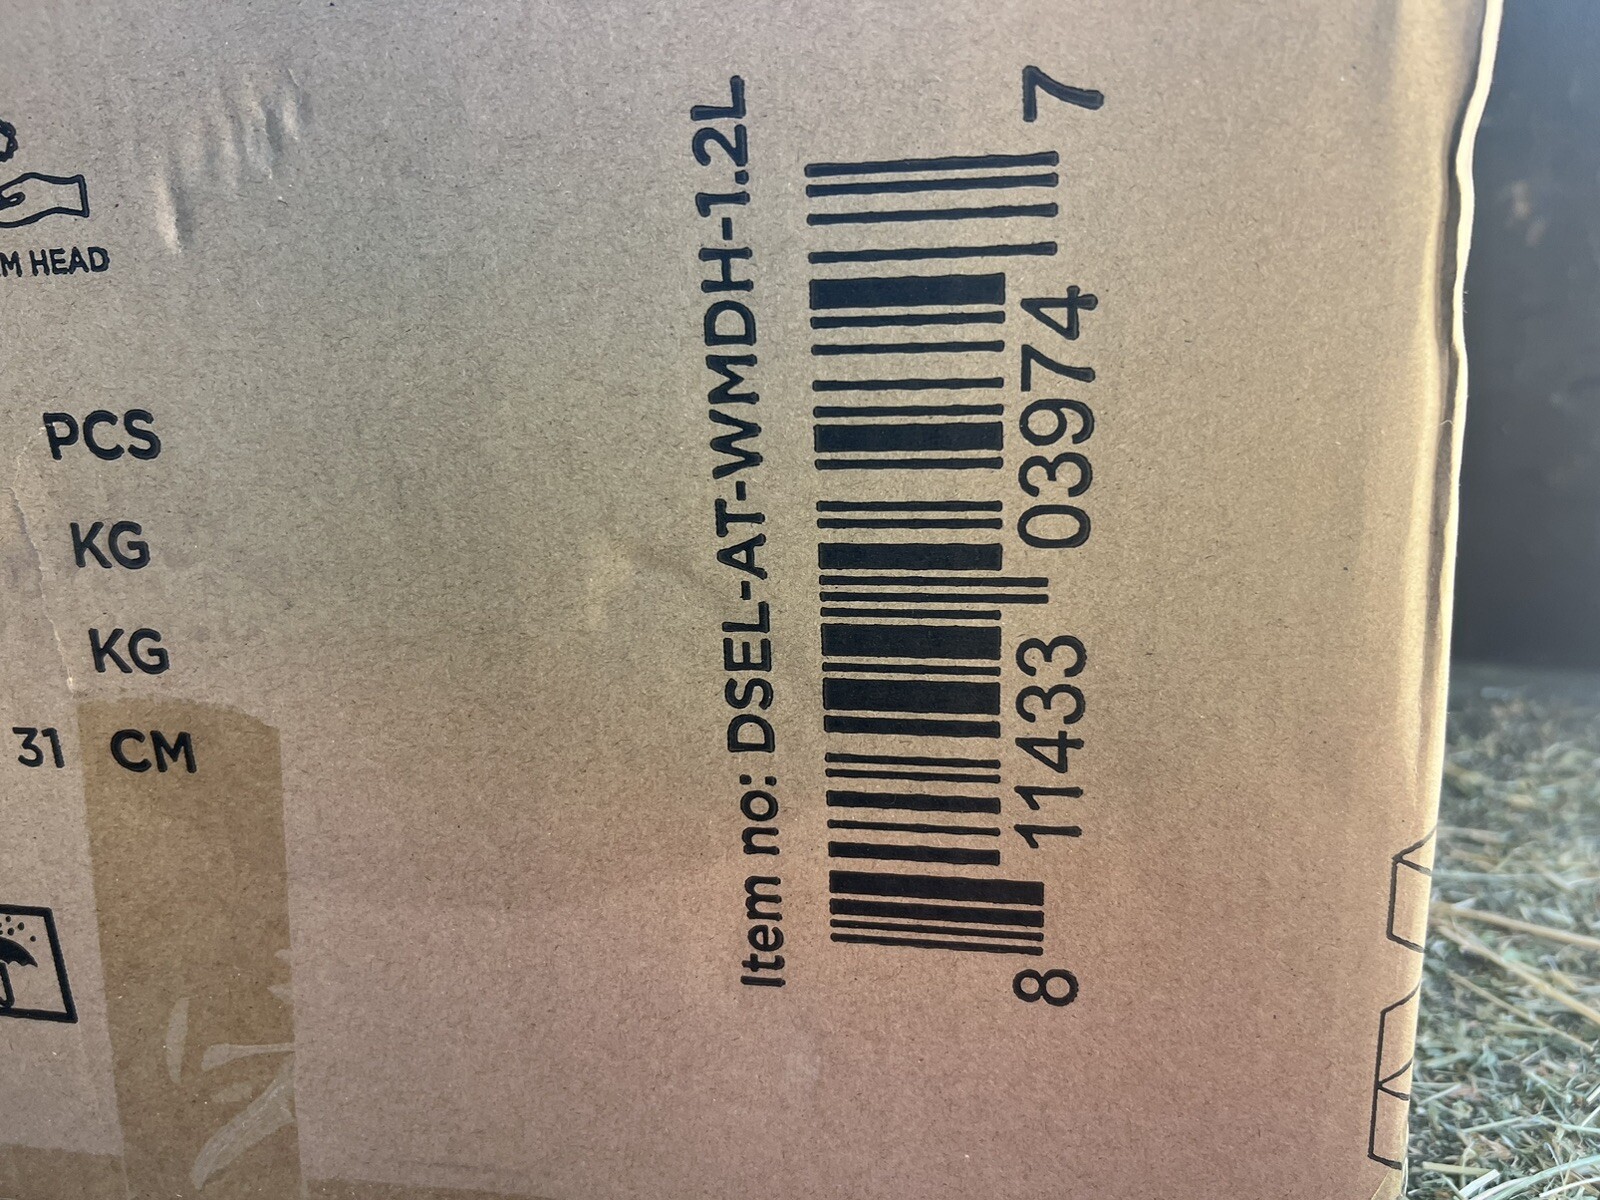 M HEAD
PCS
KG
KG
31 CM
Item no: DSEL-AT-WMDH-1.2L
8 11433 03974 7